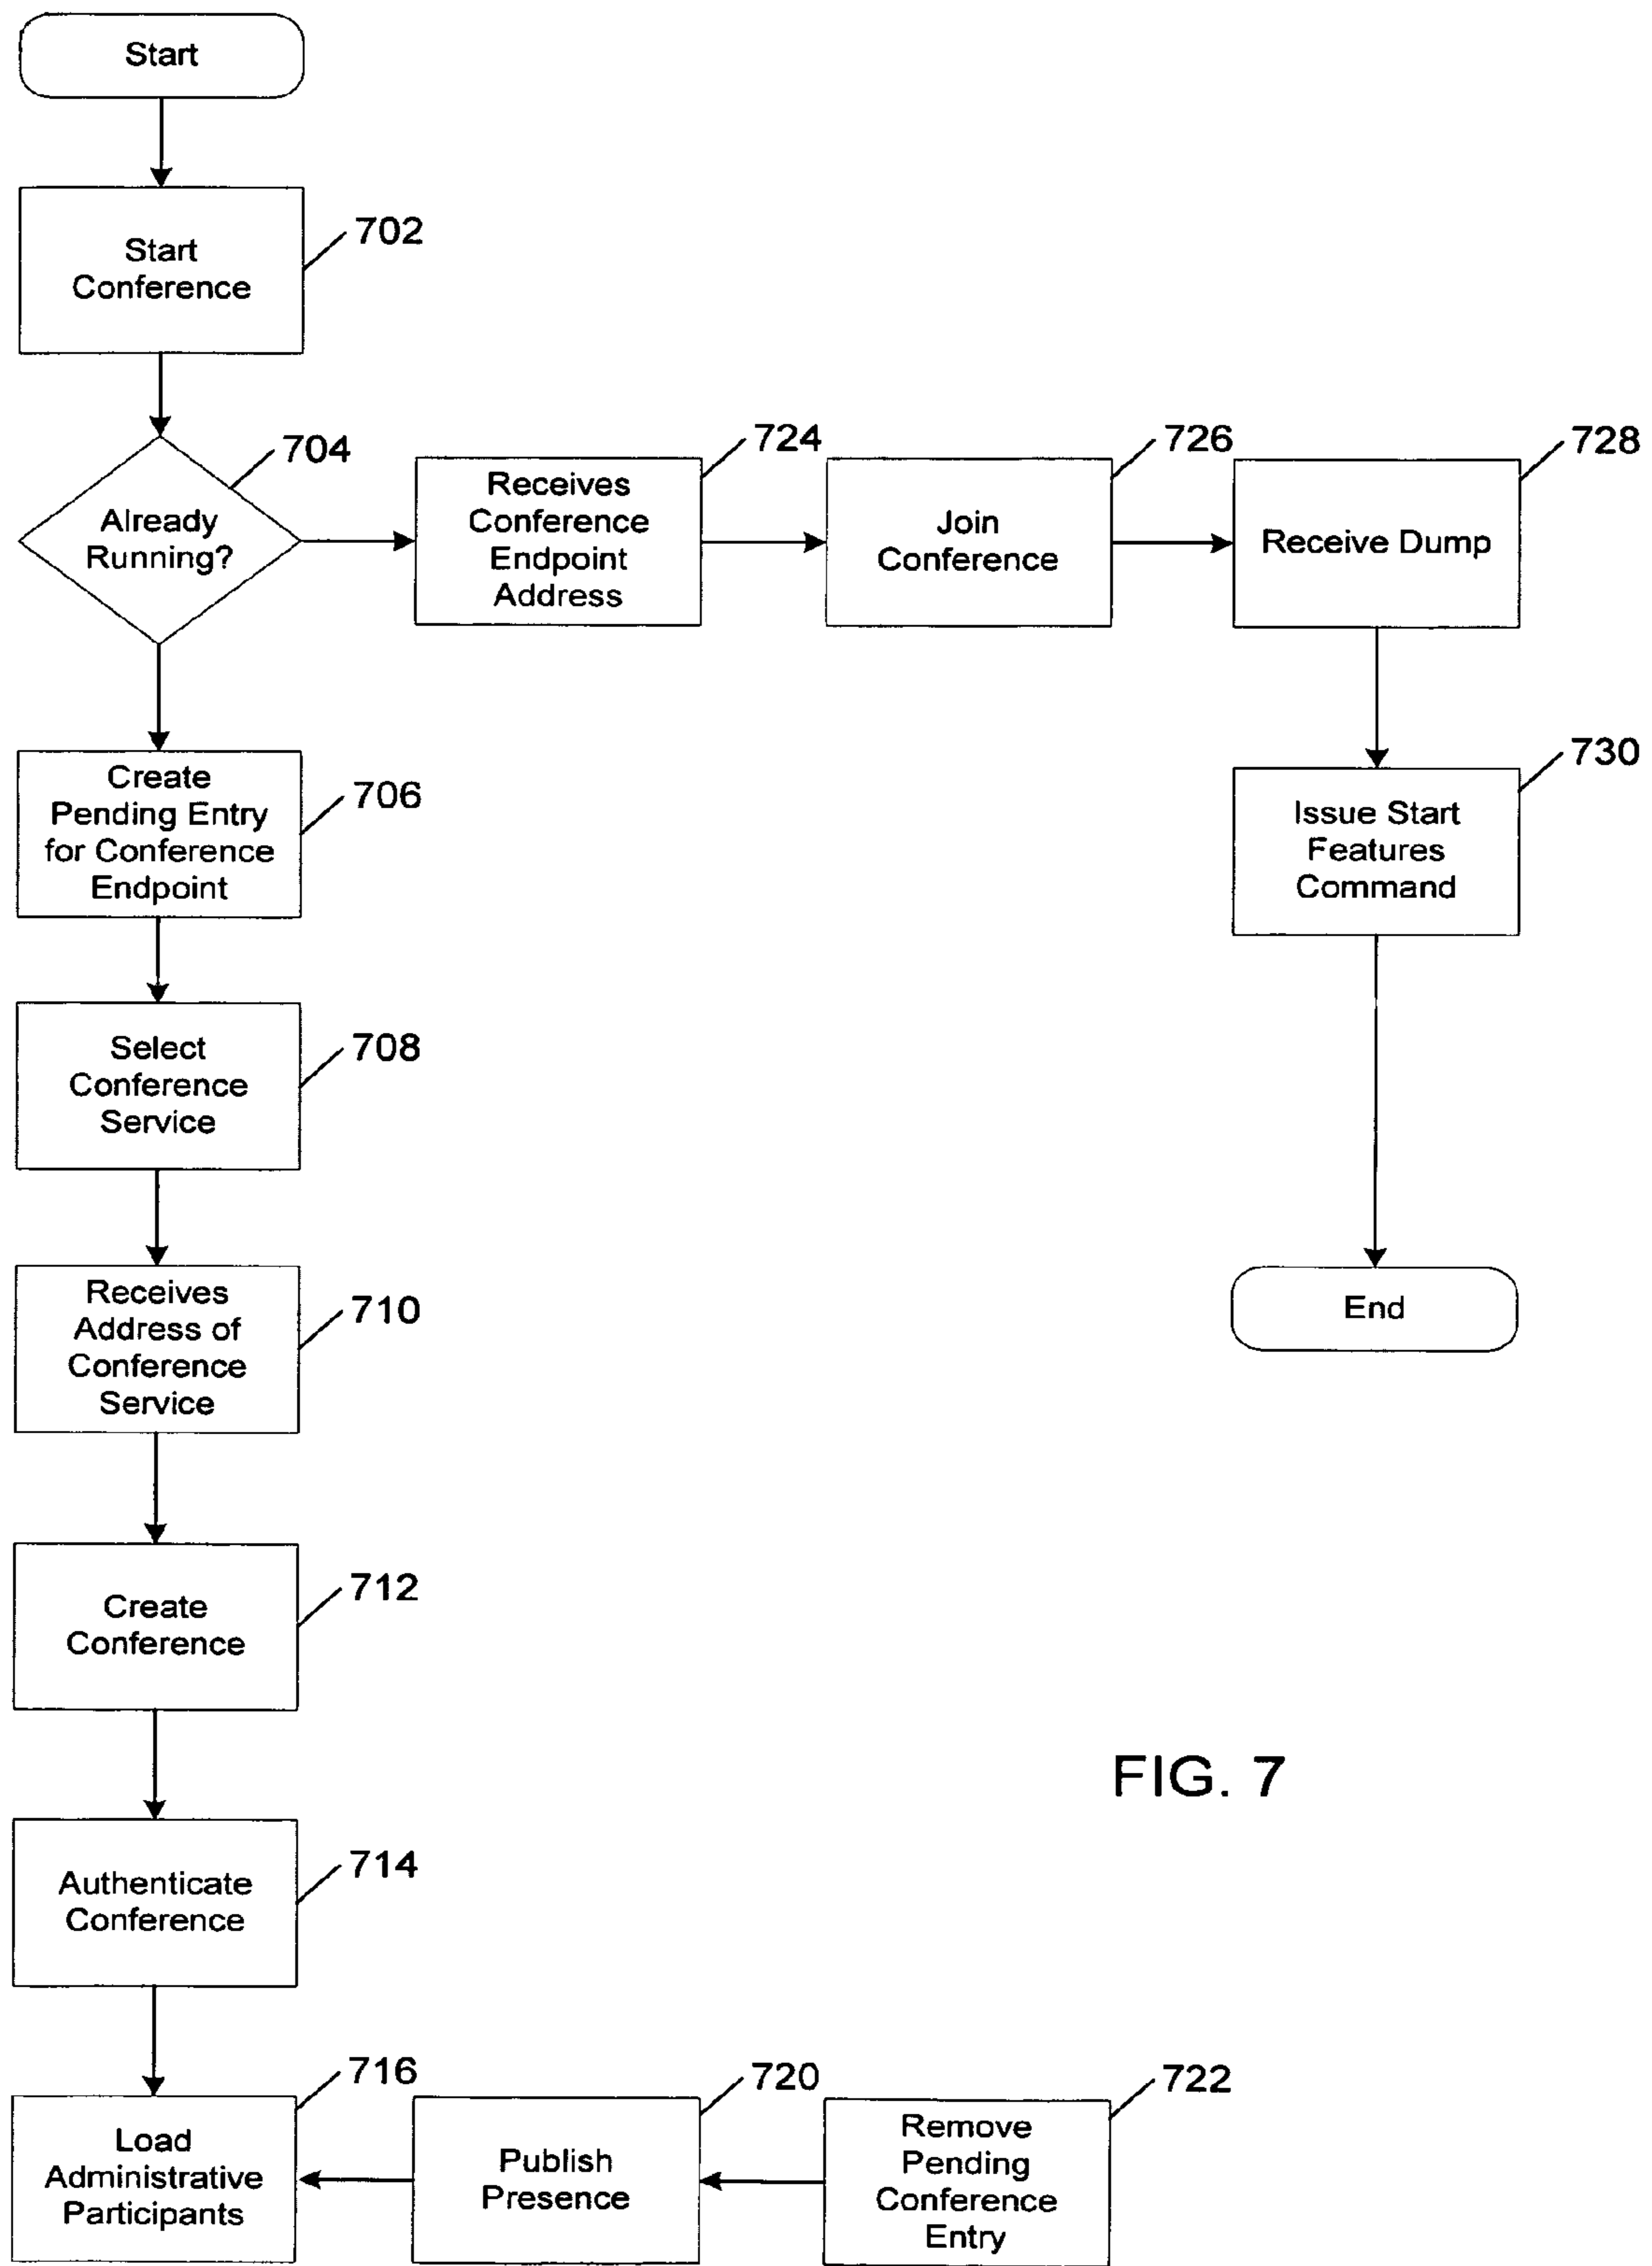 Start
702
Start
Conference
704
Already
Running?
724
Receives
Conference
Endpoint
Address
726
Join
Conference
728
Receive Dump
730
Issue Start
Features
Command
End
706
Create
Pending Entry
for Conference
Endpoint
708
Select
Conference
Service
710
Receives
Address of
Conference
Service
712
Create
Conference
714
Authenticate
Conference
716
Load
Administrative
Participants
720
Publish
Presence
722
Remove
Pending
Conference
Entry
FIG. 7